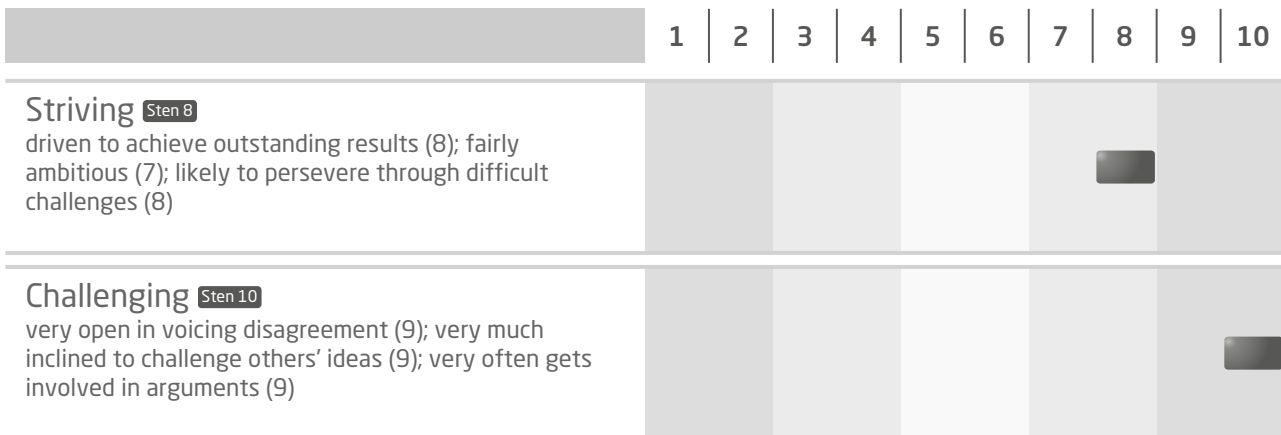 1 2 3 4 5 6 7 8 9 10
Striving Sten 8
driven to achieve outstanding results (8); fairly
ambitious (7); likely to persevere through difficult
challenges (8)
Challenging Sten 10
very open in voicing disagreement (9); very much
inclined to challenge others’ ideas (9); very often gets
involved in arguments (9)